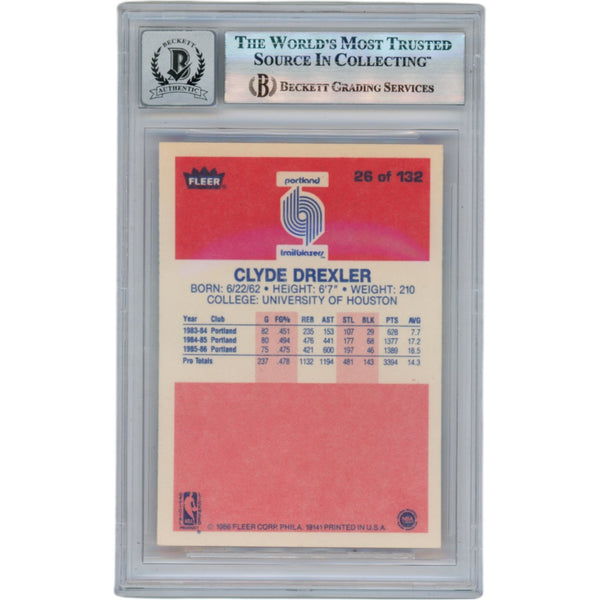 BECKETT
AUTHENTIC
THE WORLD'S MOST TRUSTED
SOURCE IN COLLECTING™
BECKETT GRADING SERVICES
FLEER®
26 of 132
portland
trailblazers™
CLYDE DREXLER
BORN: 6/22/62 • HEIGHT: 6'7" • WEIGHT: 210
COLLEGE: UNIVERSITY OF HOUSTON
Year Club G FG% REB AST STL BLK PTS AVG
1983-84 Portland 82 .451 235 153 107 29 628 7.7
1984-85 Portland 80 .494 476 441 177 68 1377 17.2
1985-86 Portland 75 .475 421 600 197 46 1389 18.5
Pro Totals 237 .478 1132 1194 481 143 3394 14.3
NBA
© 1986 FLEER CORP. PHILA. 19141 PRINTED IN U.S.A.